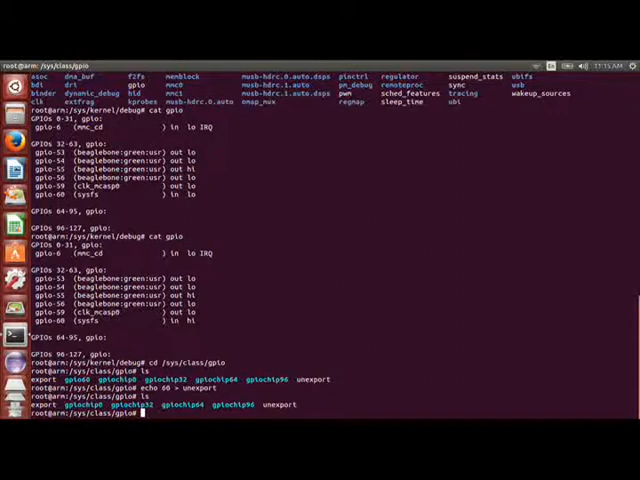 root@arm: /sys/class/gpio
En
11:15 AM
asoc dma_buf f2fs memblock musb-hdrc.0.auto.dsps pinctrl regulator suspend_stats ubifs
bdi dri gpio mmc0 musb-hdrc.1.auto.dsps pm_debug remoteproc sync usb
binder dynamic_debug hid mmc1 musb-hdrc.1.auto.dsps pwm sched_features tracing wakeup_sources
clk extfrag kprobes musb-hdrc.0.auto omap_mux regmap sleep_time ubi
root@arm:/sys/kernel/debug# cat gpio
GPIOs 0-31, gpio:
gpio-6 (mmc_cd ) in lo IRQ
GPIOs 32-63, gpio:
gpio-53 (beaglebone:green:usr) out lo
gpio-54 (beaglebone:green:usr) out lo
gpio-55 (beaglebone:green:usr) out hi
gpio-56 (beaglebone:green:usr) out lo
gpio-59 (clk_mcasp0 ) out lo
gpio-60 (sysfs ) in lo
GPIOs 64-95, gpio:
GPIOs 96-127, gpio:
root@arm:/sys/kernel/debug# cat gpio
GPIOs 0-31, gpio:
gpio-6 (mmc_cd ) in lo IRQ
GPIOs 32-63, gpio:
gpio-53 (beaglebone:green:usr) out lo
gpio-54 (beaglebone:green:usr) out lo
gpio-55 (beaglebone:green:usr) out hi
gpio-56 (beaglebone:green:usr) out lo
gpio-59 (clk_mcasp0 ) out lo
gpio-60 (sysfs ) in hi
GPIOs 64-95, gpio:
GPIOs 96-127, gpio:
root@arm:/sys/kernel/debug# cd /sys/class/gpio
root@arm:/sys/class/gpio# ls
export gpio60 gpiochip0 gpiochip32 gpiochip64 gpiochip96 unexport
root@arm:/sys/class/gpio# echo 60 > unexport
root@arm:/sys/class/gpio# ls
export gpiochip0 gpiochip32 gpiochip64 gpiochip96 unexport
root@arm:/sys/class/gpio#